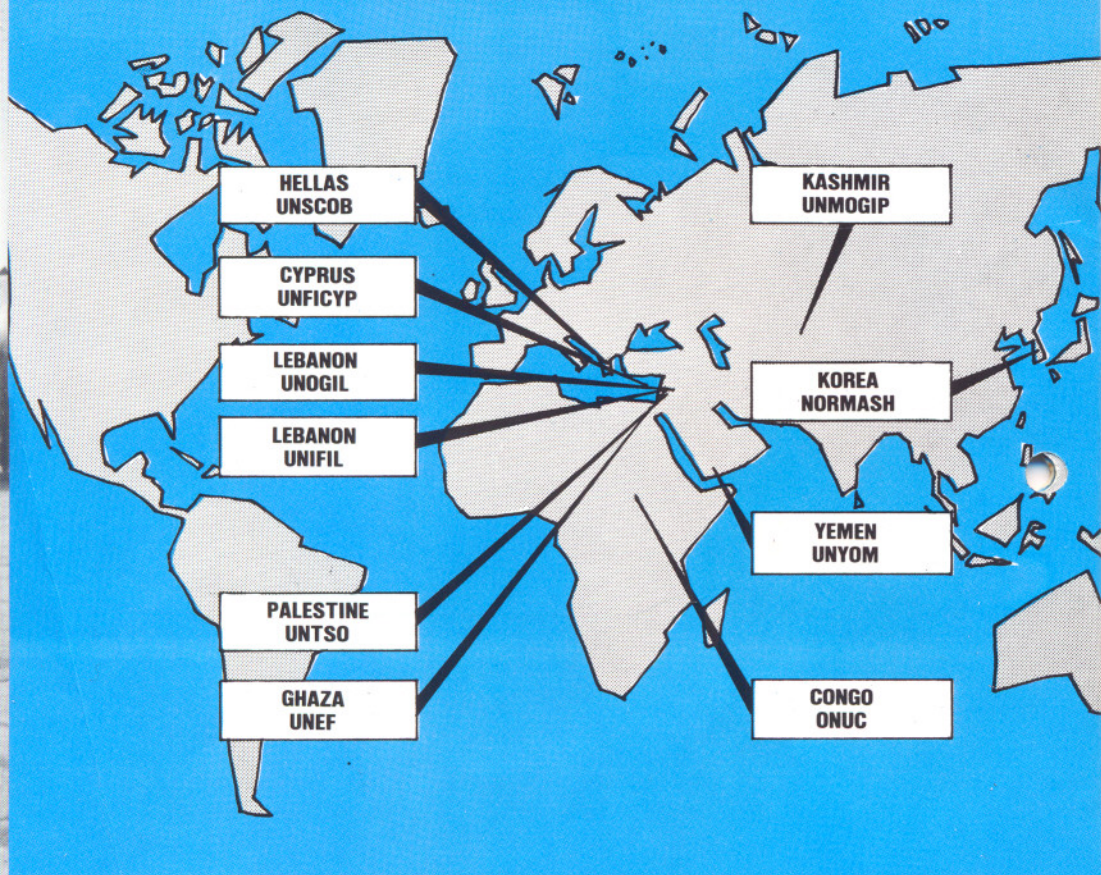 HELLAS
UNSCOB
CYPRUS
UNFICYP
LEBANON
UNOGIL
LEBANON
UNIFIL
PALESTINE
UNTSO
GHAZA
UNEF
KASHMIR
UNMOGIP
KOREA
NORMASH
YEMEN
UNYOM
CONGO
ONUC